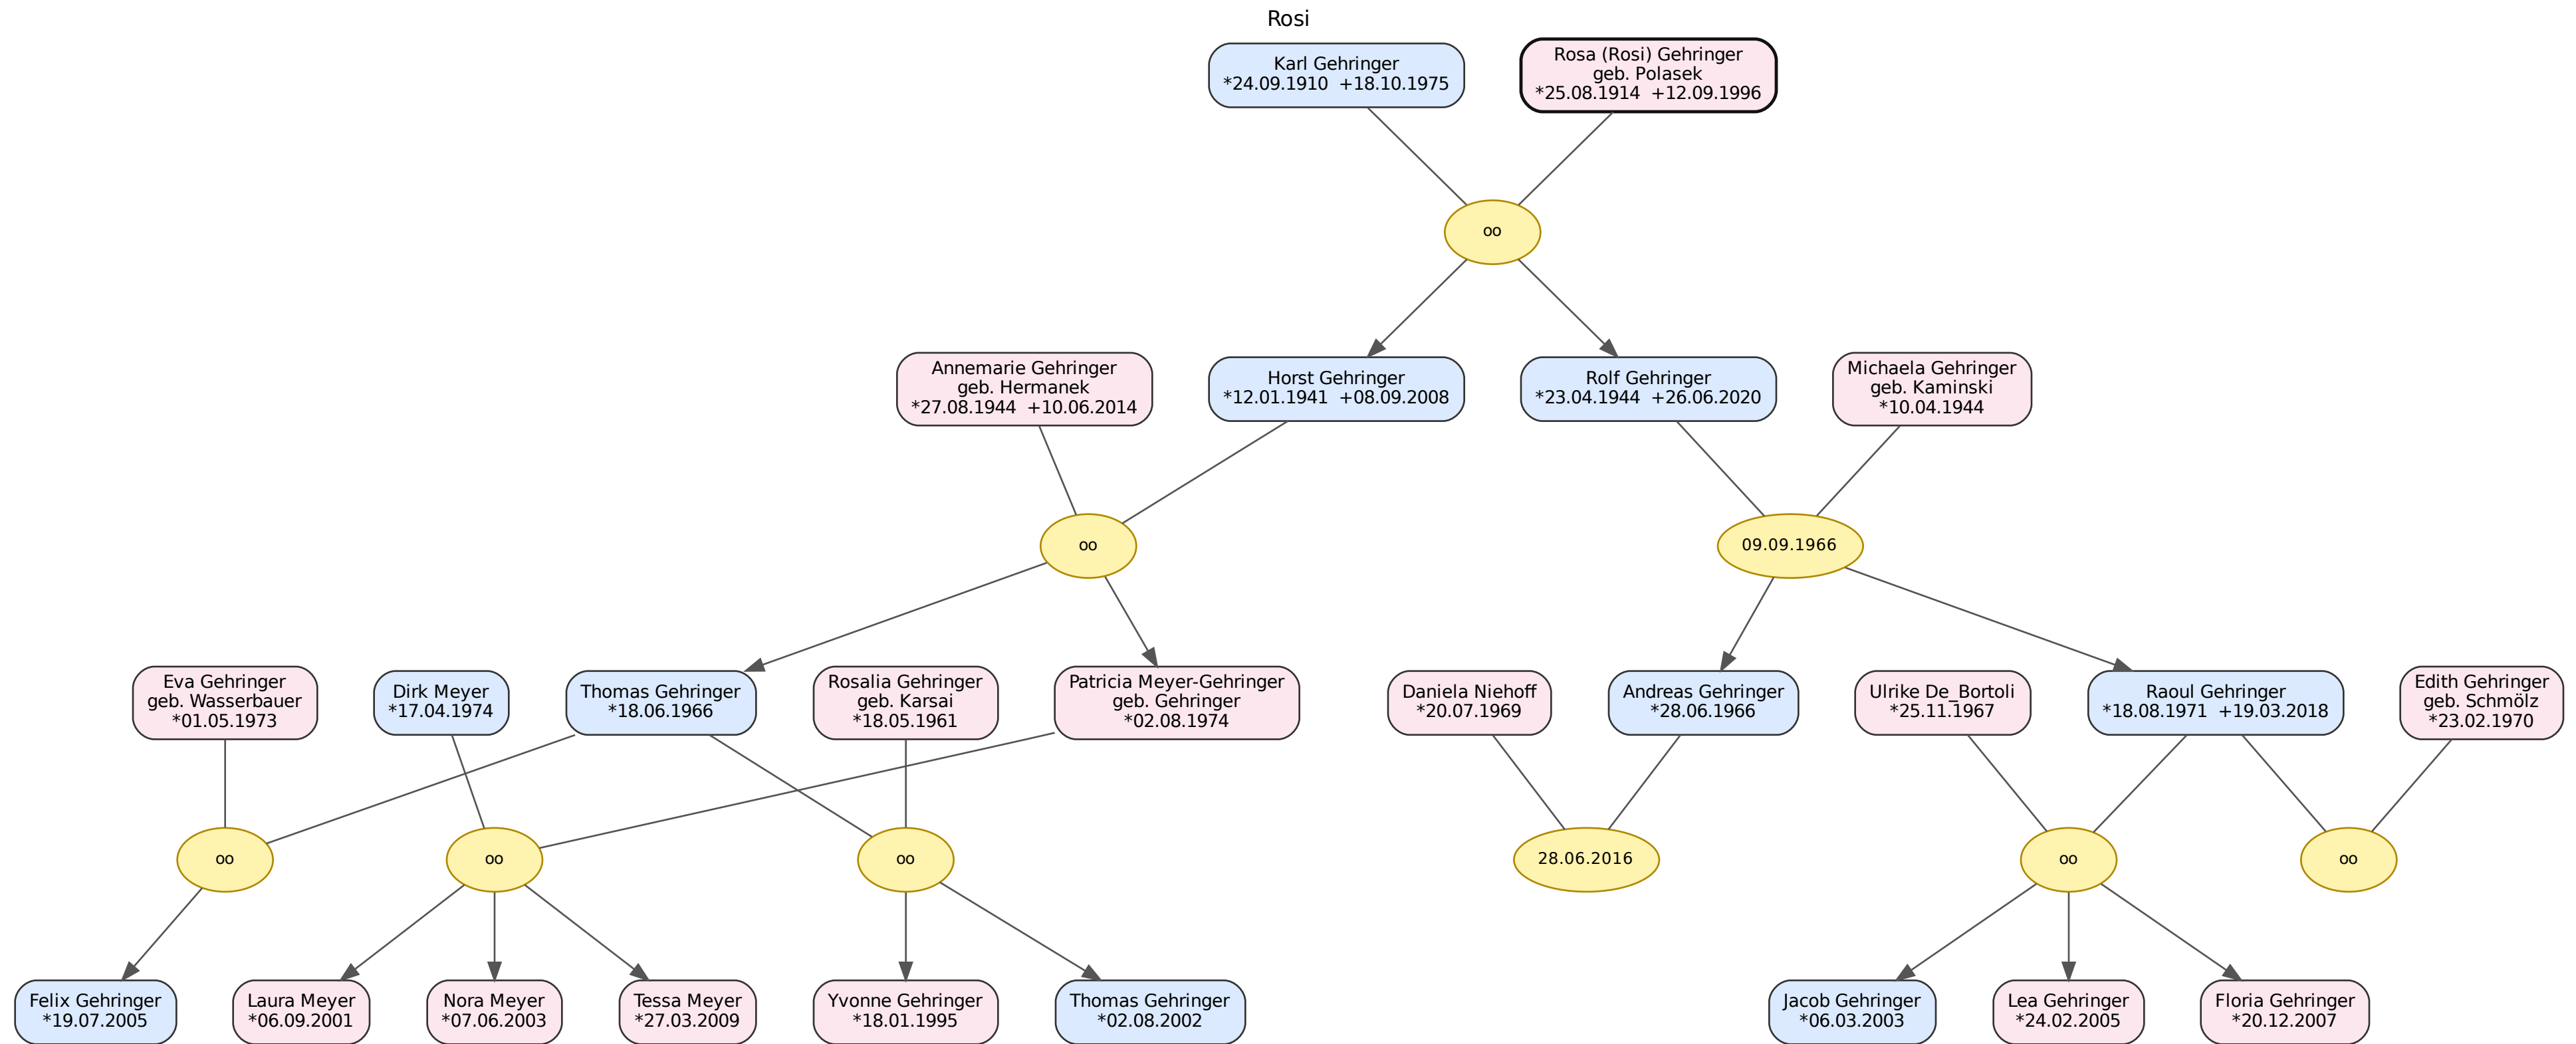 Rosi
Karl Gehringer
*24.09.1910  +18.10.1975
Rosa (Rosi) Gehringer
geb. Polasek
*25.08.1914  +12.09.1996
oo
Annemarie Gehringer
geb. Hermanek
*27.08.1944  +10.06.2014
Horst Gehringer
*12.01.1941  +08.09.2008
Rolf Gehringer
*23.04.1944  +26.06.2020
Michaela Gehringer
geb. Kaminski
*10.04.1944
oo
09.09.1966
Eva Gehringer
geb. Wasserbauer
*01.05.1973
Dirk Meyer
*17.04.1974
Thomas Gehringer
*18.06.1966
Rosalia Gehringer
geb. Karsai
*18.05.1961
Patricia Meyer-Gehringer
geb. Gehringer
*02.08.1974
Daniela Niehoff
*20.07.1969
Andreas Gehringer
*28.06.1966
Ulrike De_Bortoli
*25.11.1967
Raoul Gehringer
*18.08.1971  +19.03.2018
Edith Gehringer
geb. Schmölz
*23.02.1970
oo
oo
oo
28.06.2016
oo
oo
Felix Gehringer
*19.07.2005
Laura Meyer
*06.09.2001
Nora Meyer
*07.06.2003
Tessa Meyer
*27.03.2009
Yvonne Gehringer
*18.01.1995
Thomas Gehringer
*02.08.2002
Jacob Gehringer
*06.03.2003
Lea Gehringer
*24.02.2005
Floria Gehringer
*20.12.2007